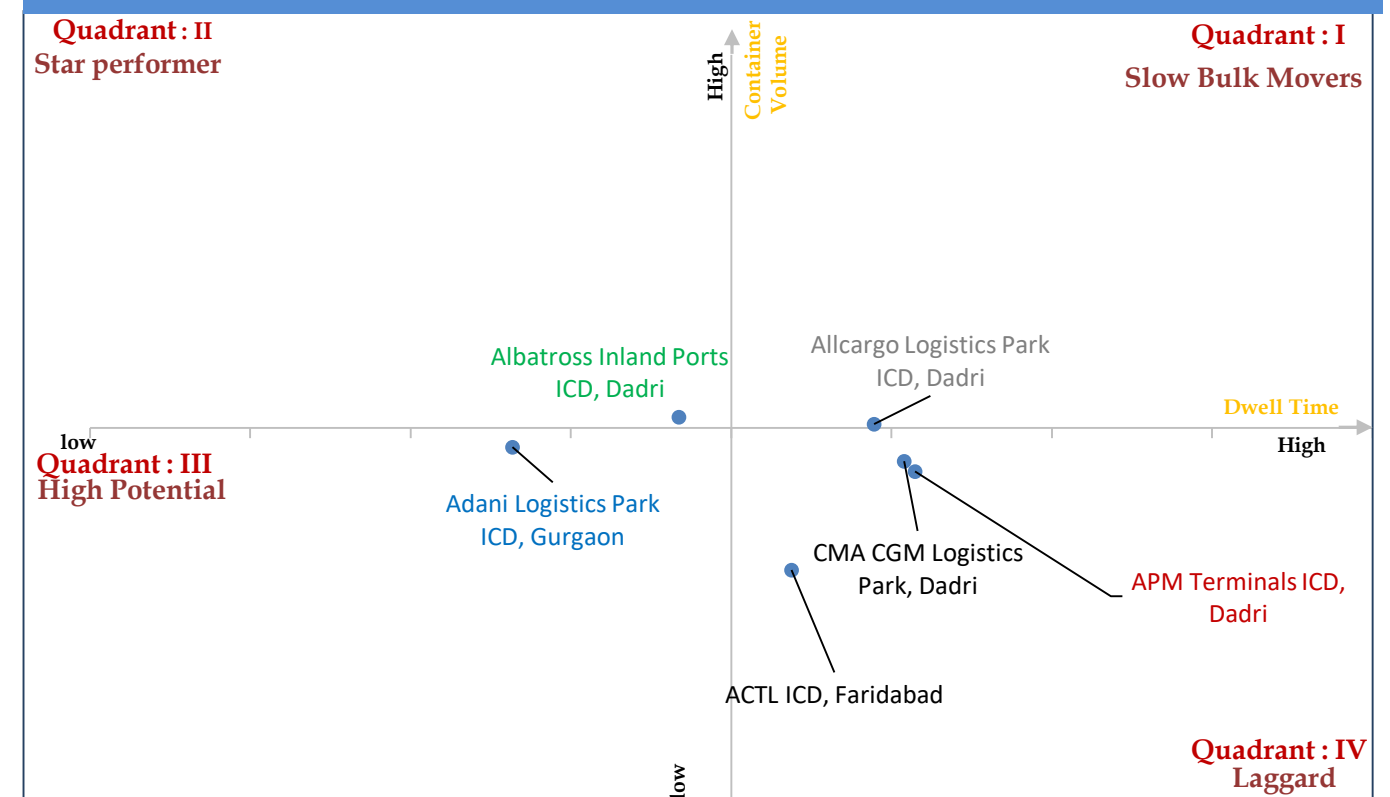 Quadrant : II
Star performer
Quadrant : I
Slow Bulk Movers
High
Container
Volume
Albatross Inland Ports
ICD, Dadri
Allcargo Logistics Park
ICD, Dadri
Dwell Time
low
High
Quadrant : III
High Potential
Adani Logistics Park
ICD, Gurgaon
CMA CGM Logistics
Park, Dadri
APM Terminals ICD,
Dadri
ACTL ICD, Faridabad
low
Quadrant : IV
Laggard